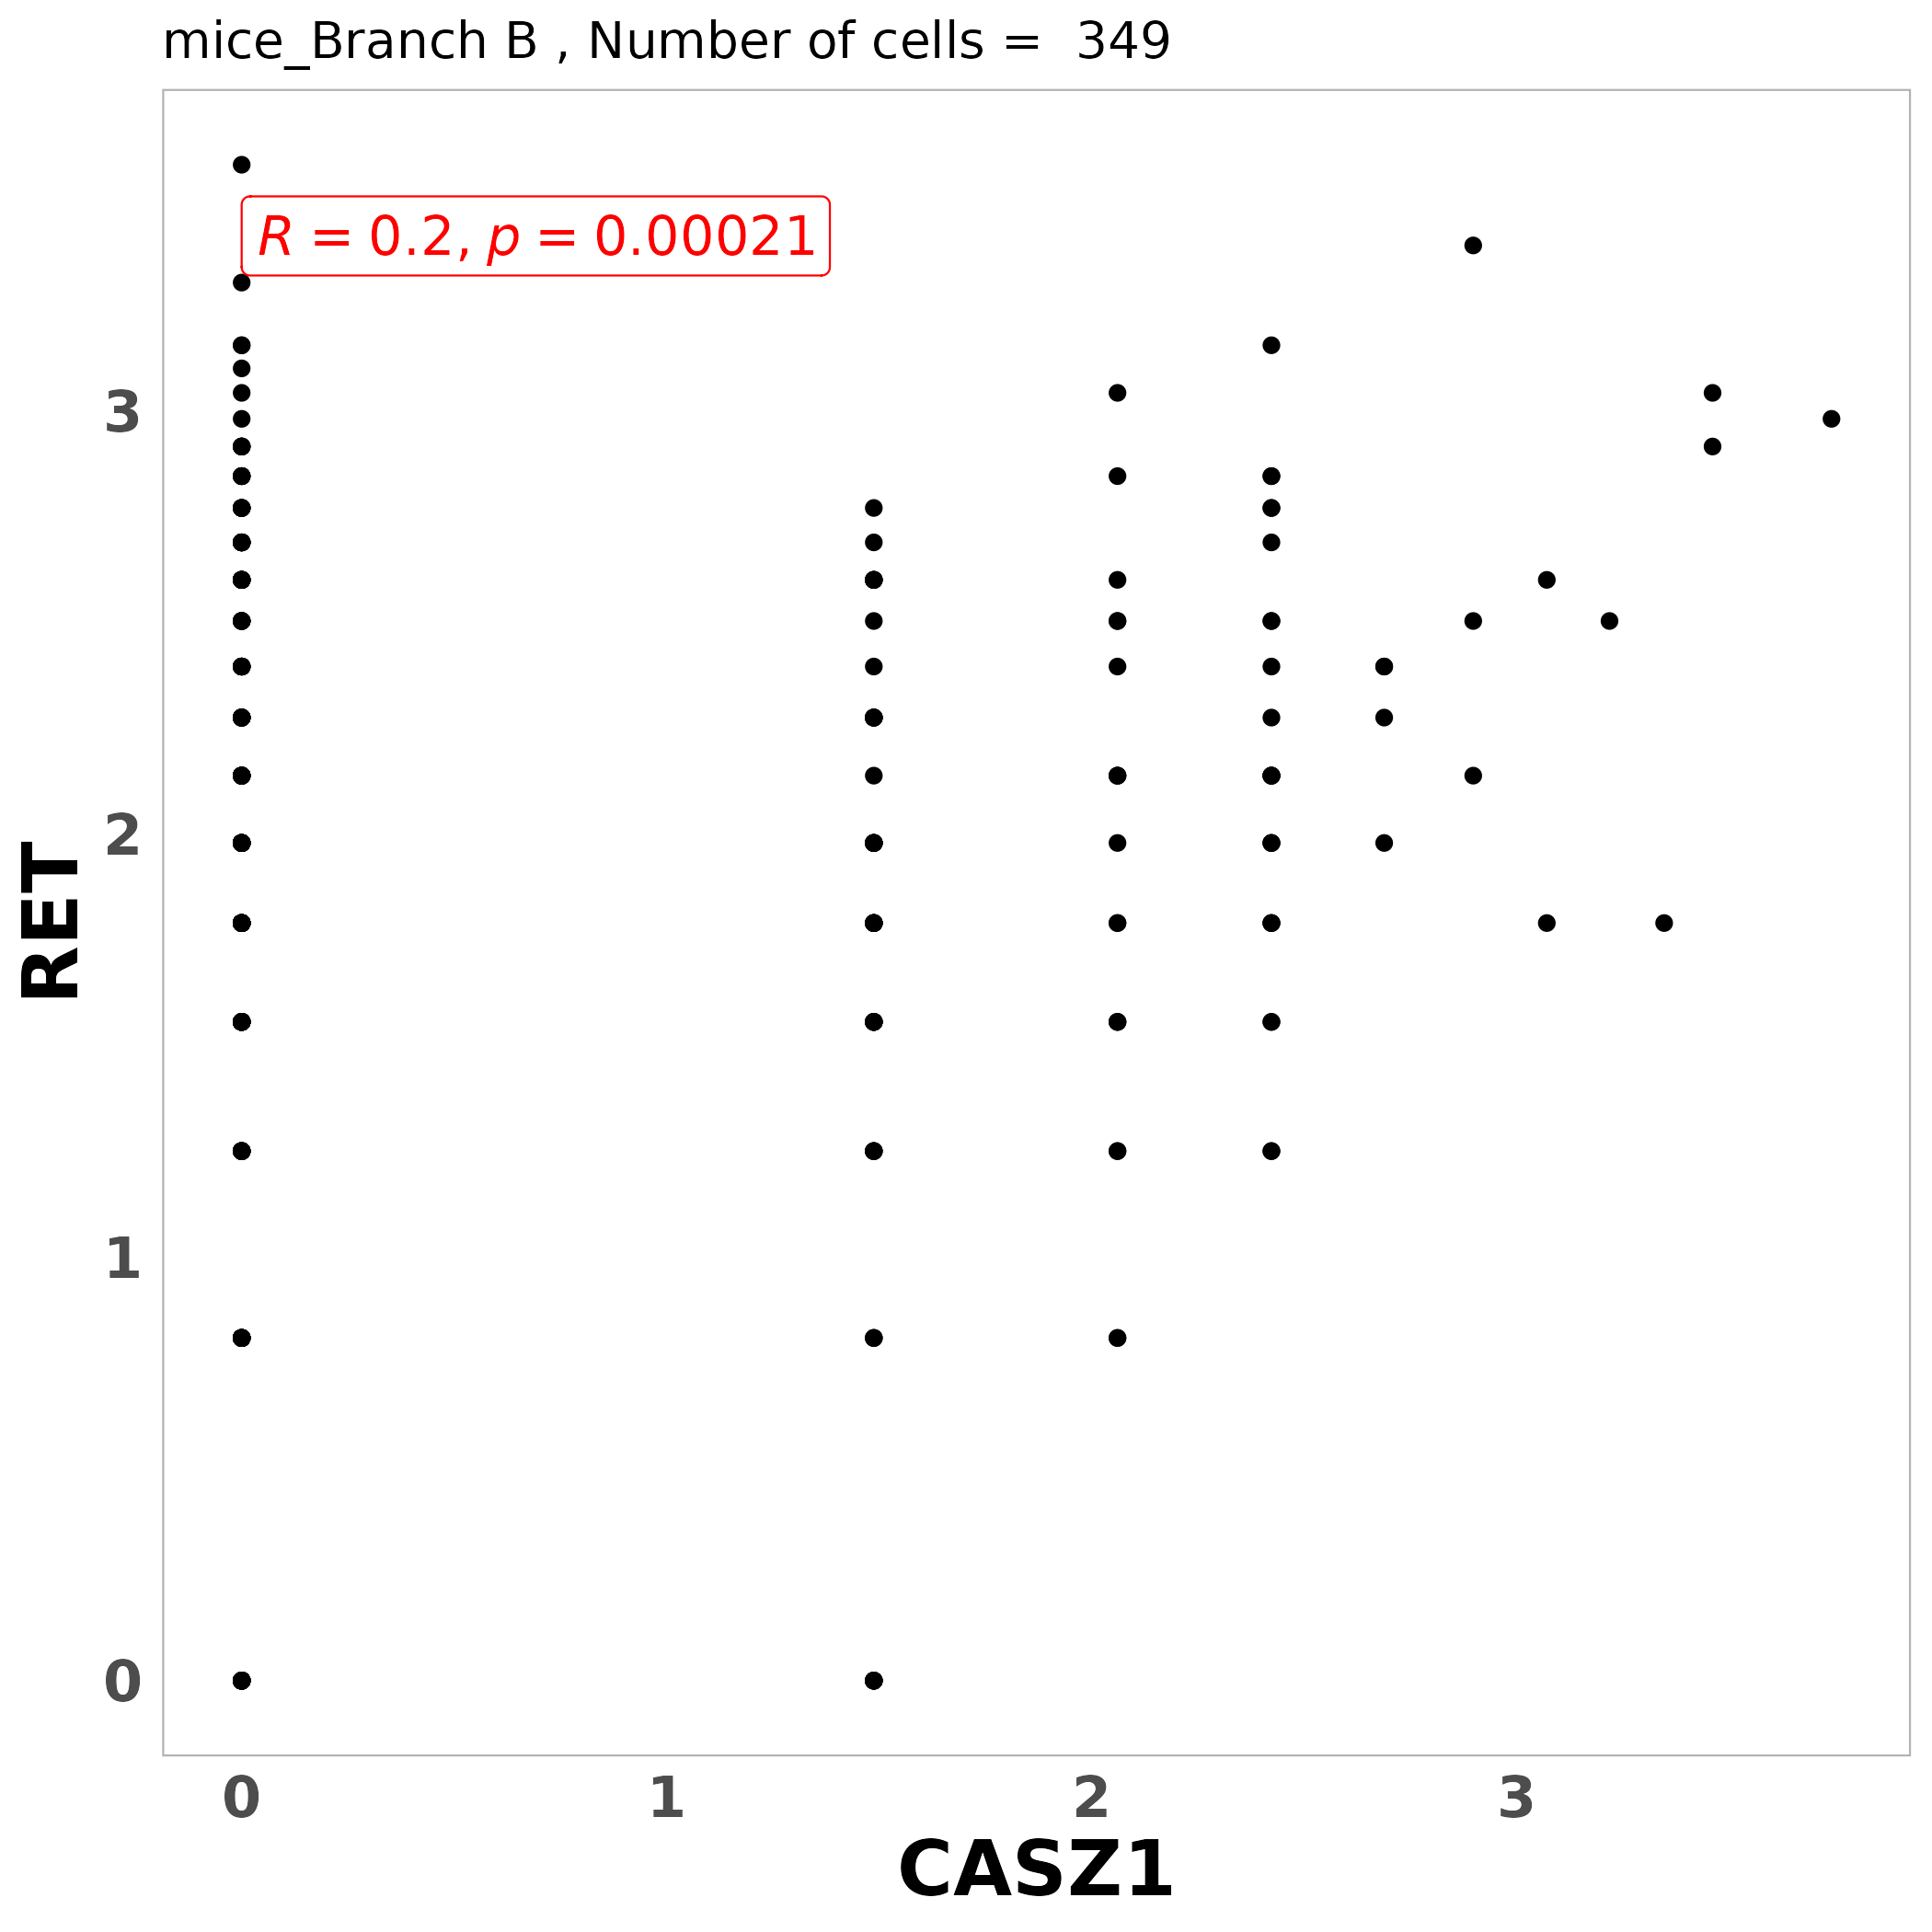 mice_Branch B , Number of cells =  349
R = 0.2, p = 0.00021
3
2
1
0
RET
0 1 2 3
CASZ1